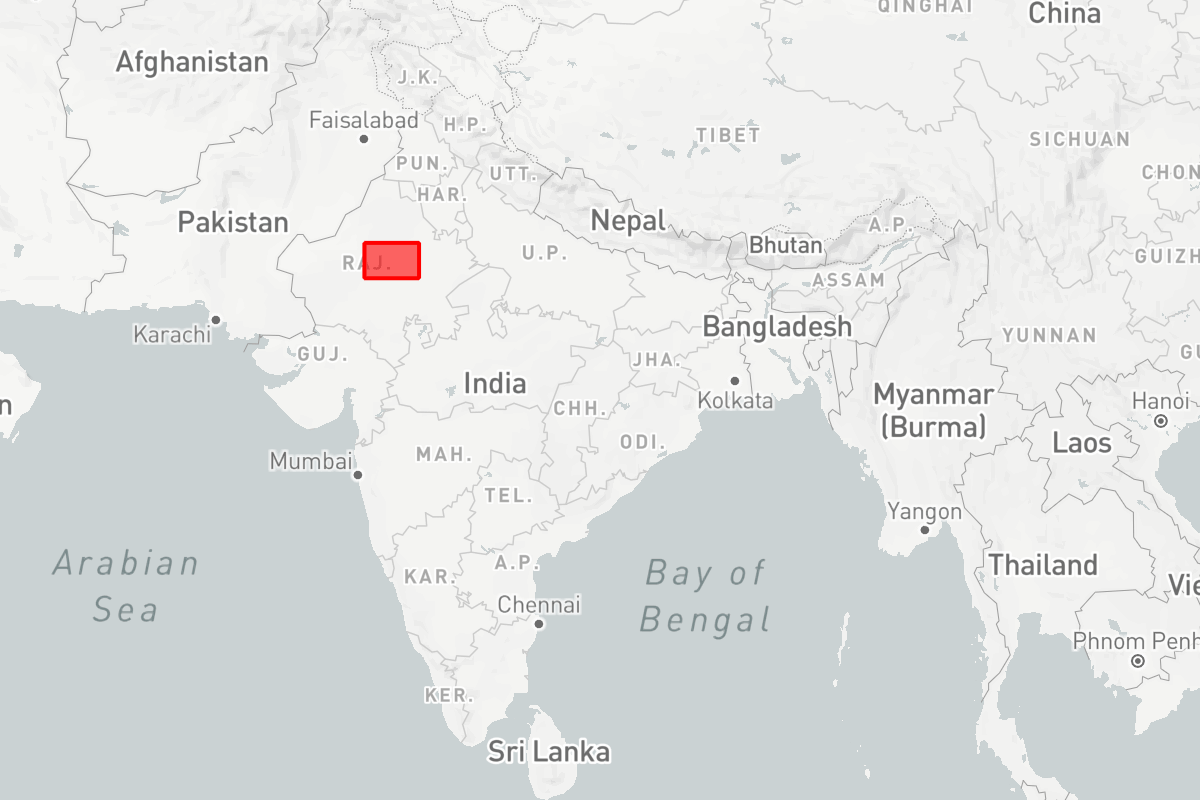 QINGHAI
China
Afghanistan
J.K.
Faisalabad
H.P.
TIBET
SICHUAN
PUN.
UTT.
CHON
HAR.
Pakistan
Nepal
A.P.
Bhutan
U.P.
RAJ.
GUIZH
ASSAM
Karachi
Bangladesh
YUNNAN
GUJ.
JHA.
GU
India
Kolkata
Myanmar
(Burma)
Hanoi
n
CHH.
ODI.
Laos
MAH.
Mumbai
TEL.
Yangon
Arabian
Sea
A.P.
Bay of
Bengal
Thailand
KAR.
Vie
Chennai
Phnom Penh
KER.
Sri Lanka